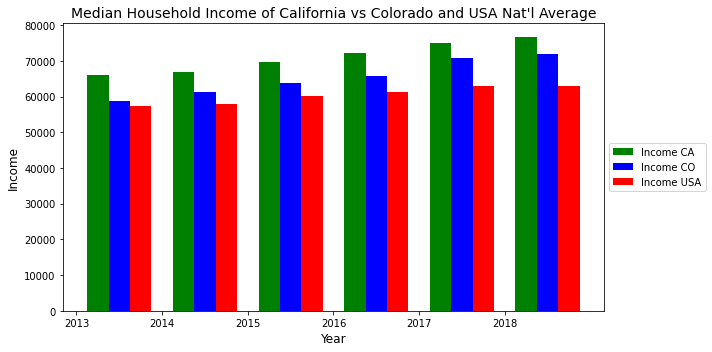 Median Household Income of California vs Colorado and USA Nat'l Average
80000
70000
60000
50000
40000
30000
20000
10000
0
Income
2013 2014 2015 2016 2017 2018
Year
Income CA
Income CO
Income USA